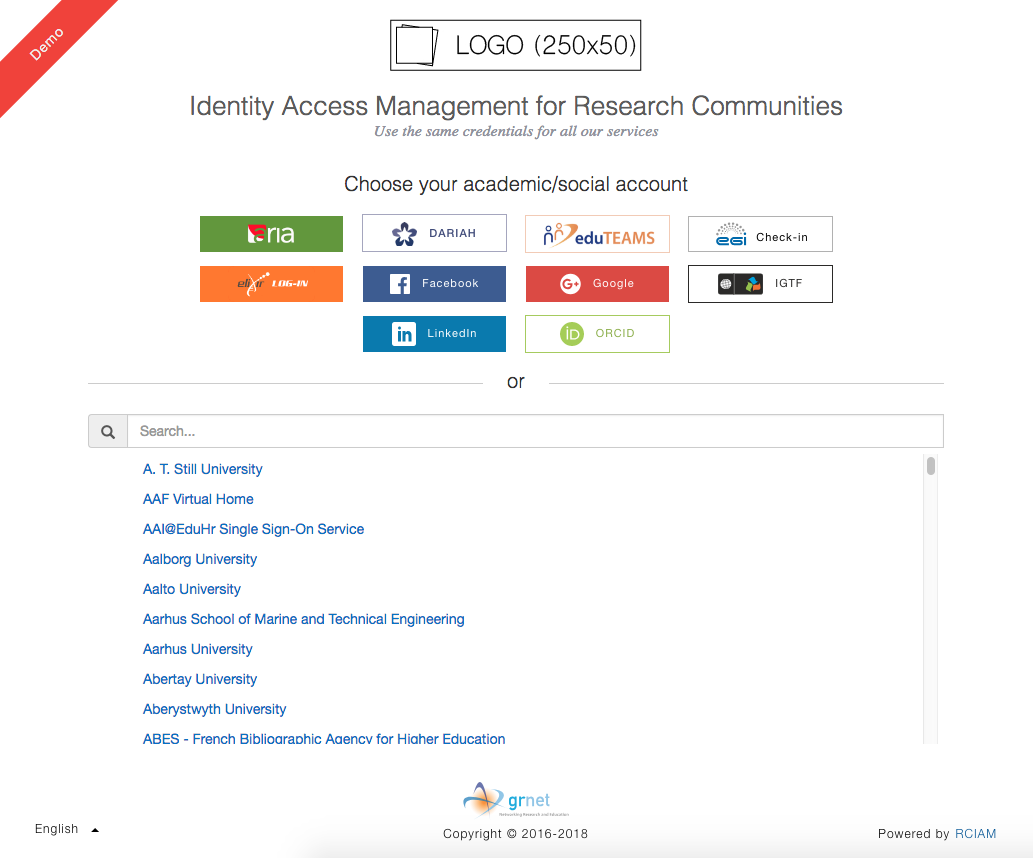 Demo
LOGO (250x50)
Identity Access Management for Research Communities
Use the same credentials for all our services
Choose your academic/social account
aria
DARIAH
eduTEAMS
egi Check-in
elixir LOG-IN
Facebook
G+ Google
IGTF
in LinkedIn
iD ORCID
or
Search...
A. T. Still University
AAF Virtual Home
AAI@EduHr Single Sign-On Service
Aalborg University
Aalto University
Aarhus School of Marine and Technical Engineering
Aarhus University
Abertay University
Aberystwyth University
ABES - French Bibliographic Agency for Higher Education
grnet
Networking Research and Education
English
Copyright © 2016-2018
Powered by RCIAM